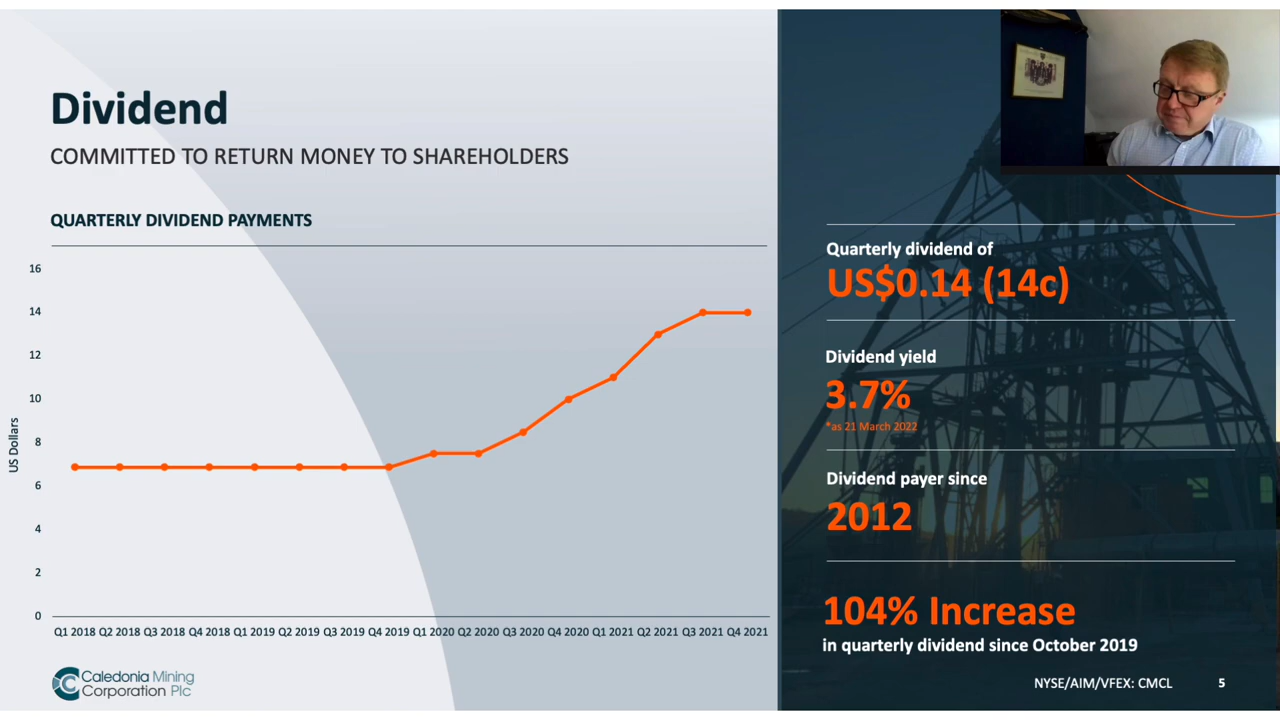 Dividend
COMMITTED TO RETURN MONEY TO SHAREHOLDERS
QUARTERLY DIVIDEND PAYMENTS
16
14
12
10
8
6
4
2
0
US Dollars
Q1 2018 Q2 2018 Q3 2018 Q4 2018 Q1 2019 Q2 2019 Q3 2019 Q4 2019 Q1 2020 Q2 2020 Q3 2020 Q4 2020 Q1 2021 Q2 2021 Q3 2021 Q4 2021
Caledonia Mining
Corporation Plc
Quarterly dividend of
US$0.14 (14c)
Dividend yield
3.7%
*as 21 March 2022
Dividend payer since
2012
104% Increase
in quarterly dividend since October 2019
NYSE/AIM/VFEX: CMCL 5